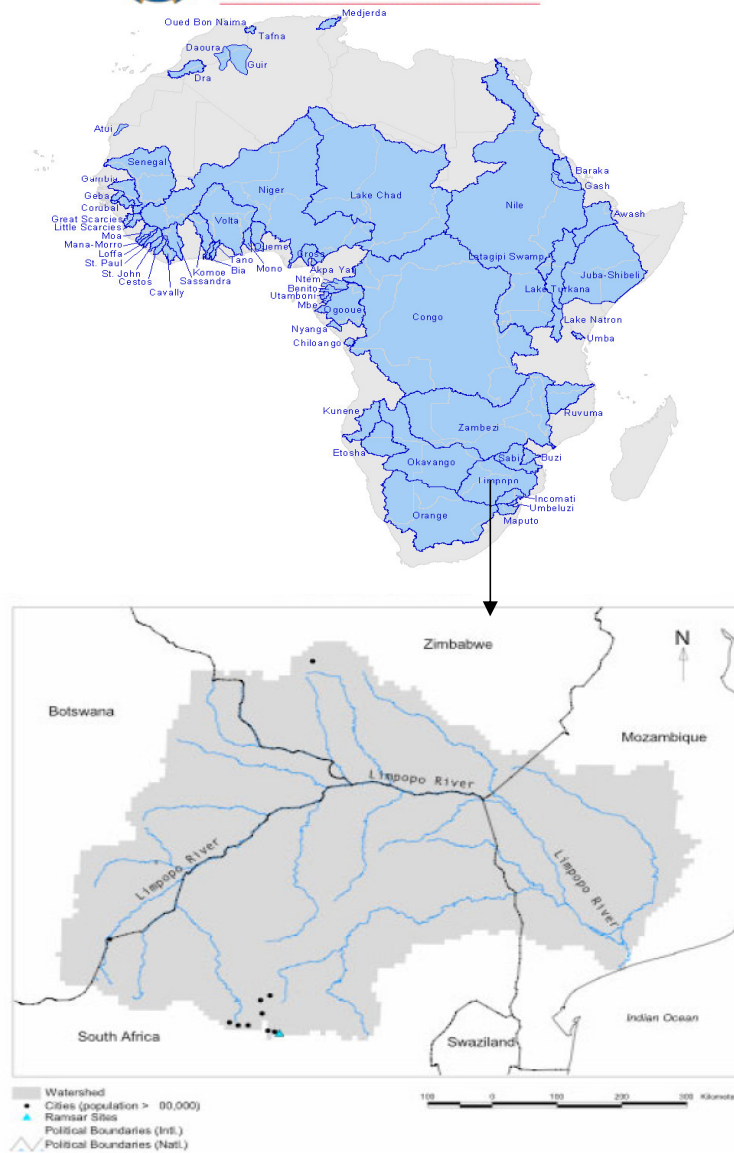 Medjerda
Oued Bon Naima
Tafna
Daoura
Guir
Dra
Atui
Senegal
Gambia
Geba
Corubal
Great Scarcies
Little Scarcies
Moa
Mana-Morro
Loffa
St. Paul
St. John
Cestos
Cavally
Sassandra
Komoe
Bia
Tano
Volta
Mono
Niger
Cross
Akpa Yafi
Lake Chad
Nile
Baraka
Gash
Awash
Lotagipi Swamp
Juba-Shibeli
Lake Turkana
Lake Natron
Umba
Ntem
Benito
Utamboni
Mbe
Ogooue
Nyanga
Chiloango
Congo
Ruvuma
Zambezi
Kunene
Etosha
Okavango
Sabi
Buzi
Limpopo
Incomati
Umbeluzi
Maputo
Orange
Zimbabwe
N
Botswana
Mozambique
Limpopo River
Limpopo River
Limpopo River
South Africa
Swaziland
Indian Ocean
Watershed
Cities (population > 00,000)
Ramsar Sites
Political Boundaries (Intl.)
Political Boundaries (Natl.)
100 0 100 200 300 Kilometa